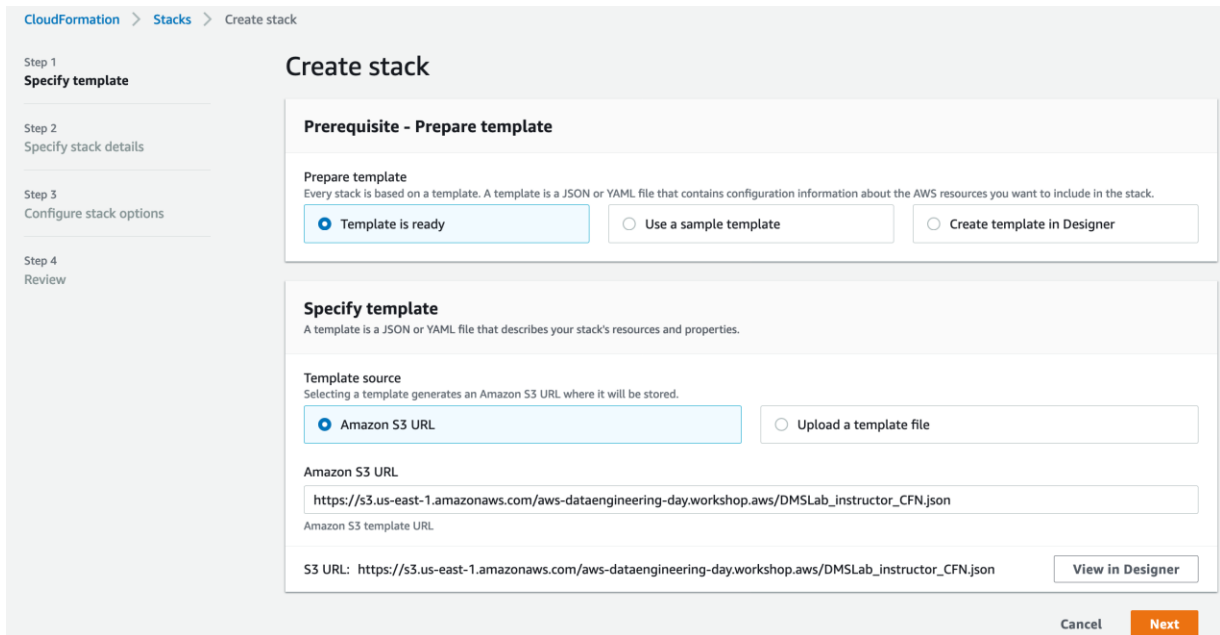 CloudFormation > Stacks > Create stack
Step 1
Specify template
Step 2
Specify stack details
Step 3
Configure stack options
Step 4
Review
Create stack
Prerequisite - Prepare template
Prepare template
Every stack is based on a template. A template is a JSON or YAML file that contains configuration information about the AWS resources you want to include in the stack.
Template is ready
Use a sample template
Create template in Designer
Specify template
A template is a JSON or YAML file that describes your stack's resources and properties.
Template source
Selecting a template generates an Amazon S3 URL where it will be stored.
Amazon S3 URL
Upload a template file
Amazon S3 URL
https://s3.us-east-1.amazonaws.com/aws-dataengineering-day.workshop.aws/DMSLab_instructor_CFN.json
Amazon S3 template URL
S3 URL: https://s3.us-east-1.amazonaws.com/aws-dataengineering-day.workshop.aws/DMSLab_instructor_CFN.json
View in Designer
Cancel
Next